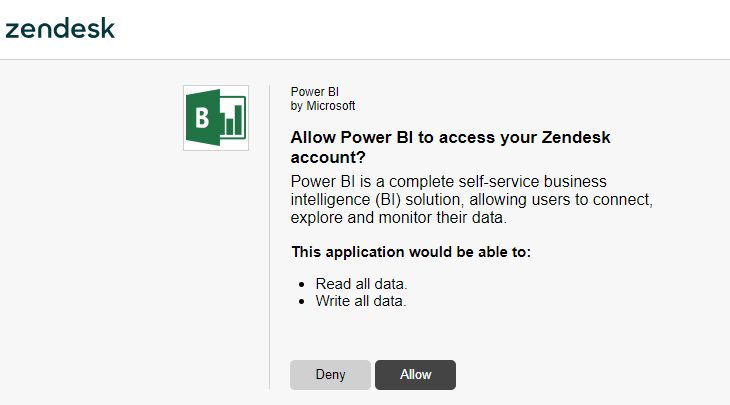 zendesk
B
Power BI
by Microsoft
Allow Power BI to access your Zendesk
account?
Power BI is a complete self-service business
intelligence (BI) solution, allowing users to connect,
explore and monitor their data.
This application would be able to:
• Read all data.
• Write all data.
Deny Allow